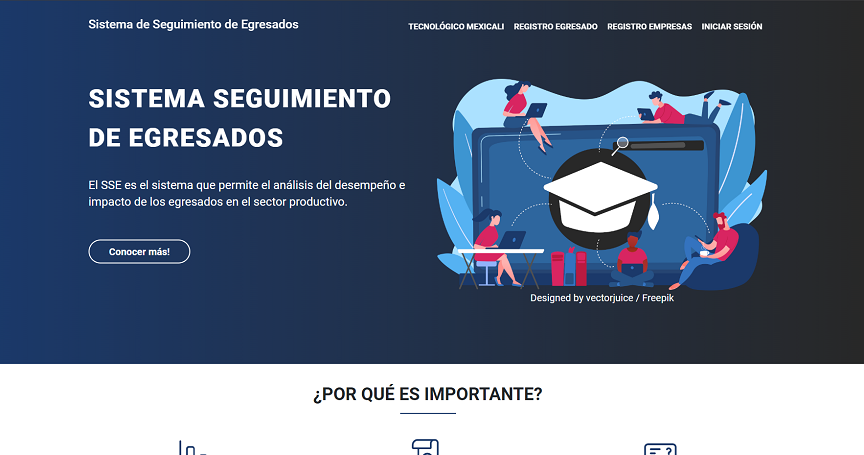 Sistema de Seguimiento de Egresados
TECNOLÓGICO MEXICALI REGISTRO EGRESADO REGISTRO EMPRESAS INICIAR SESIÓN
SISTEMA SEGUIMIENTO
DE EGRESADOS
El SSE es el sistema que permite el análisis del desempeño e
impacto de los egresados en el sector productivo.
Conocer más!
Designed by vectorjuice / Freepik
¿POR QUÉ ES IMPORTANTE?